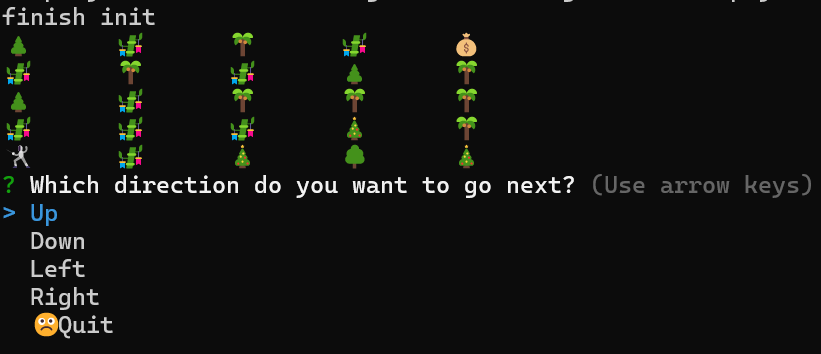 finish init
? Which direction do you want to go next? (Use arrow keys)
> Up
Down
Left
Right
Quit